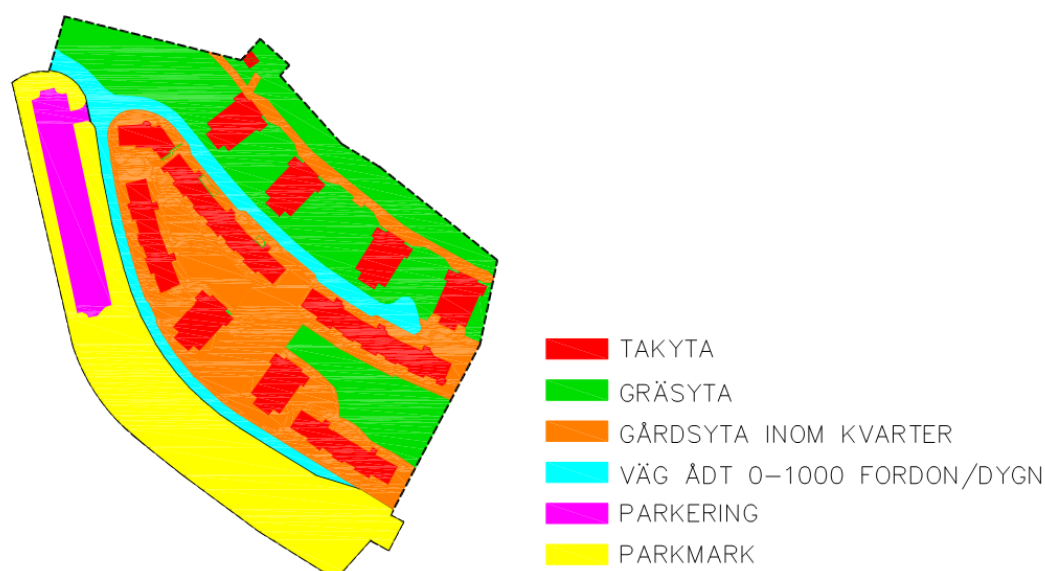 TAKYTA
GRÄSYTA
GÅRDSYTA INOM KVARTER
VÄG ÅDT 0-1000 FORDON/DYGN
PARKERING
PARKMARK